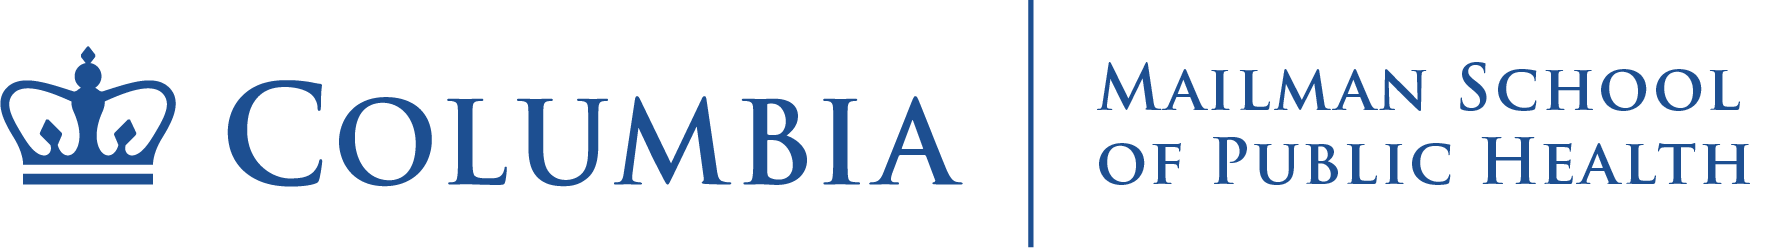 COLUMBIA
MAILMAN SCHOOL
OF PUBLIC HEALTH